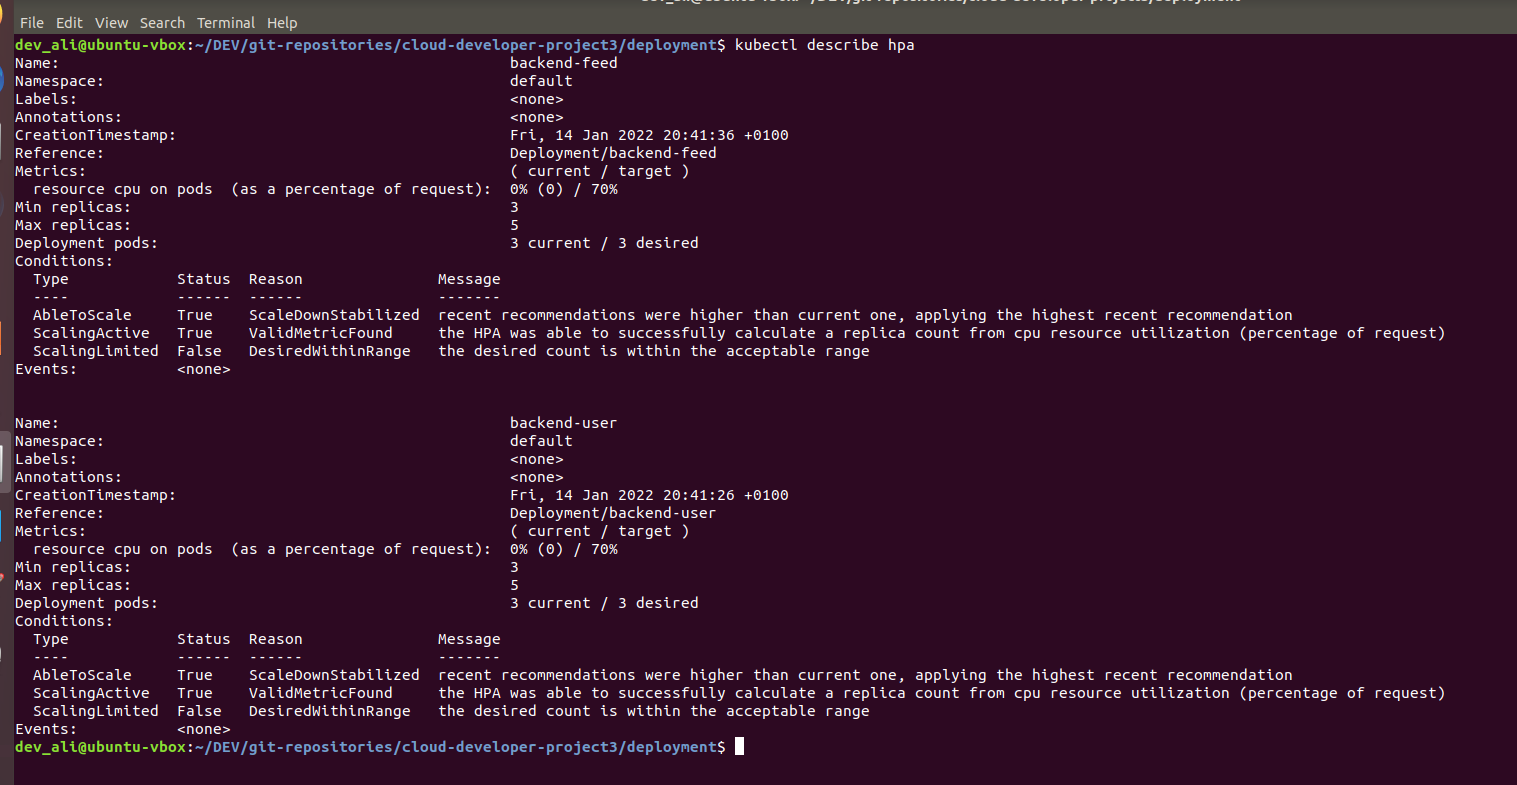 File Edit View Search Terminal Help
dev_ali@ubuntu-vbox:~/DEV/git-repositories/cloud-developer-project3/deployment$ kubectl describe hpa
Name:                                                  backend-feed
Namespace:                                             default
Labels:                                                <none>
Annotations:                                           <none>
CreationTimestamp:                                     Fri, 14 Jan 2022 20:41:36 +0100
Reference:                                             Deployment/backend-feed
Metrics:                                               ( current / target )
  resource cpu on pods  (as a percentage of request):  0% (0) / 70%
Min replicas:                                          3
Max replicas:                                          5
Deployment pods:                                       3 current / 3 desired
Conditions:
  Type            Status  Reason               Message
  ----            ------  ------               -------
  AbleToScale     True    ScaleDownStabilized  recent recommendations were higher than current one, applying the highest recent recommendation
  ScalingActive   True    ValidMetricFound     the HPA was able to successfully calculate a replica count from cpu resource utilization (percentage of request)
  ScalingLimited  False   DesiredWithinRange   the desired count is within the acceptable range
Events:           <none>
Name:                                                  backend-user
Namespace:                                             default
Labels:                                                <none>
Annotations:                                           <none>
CreationTimestamp:                                     Fri, 14 Jan 2022 20:41:26 +0100
Reference:                                             Deployment/backend-user
Metrics:                                               ( current / target )
  resource cpu on pods  (as a percentage of request):  0% (0) / 70%
Min replicas:                                          3
Max replicas:                                          5
Deployment pods:                                       3 current / 3 desired
Conditions:
  Type            Status  Reason               Message
  ----            ------  ------               -------
  AbleToScale     True    ScaleDownStabilized  recent recommendations were higher than current one, applying the highest recent recommendation
  ScalingActive   True    ValidMetricFound     the HPA was able to successfully calculate a replica count from cpu resource utilization (percentage of request)
  ScalingLimited  False   DesiredWithinRange   the desired count is within the acceptable range
Events:           <none>
dev_ali@ubuntu-vbox:~/DEV/git-repositories/cloud-developer-project3/deployment$